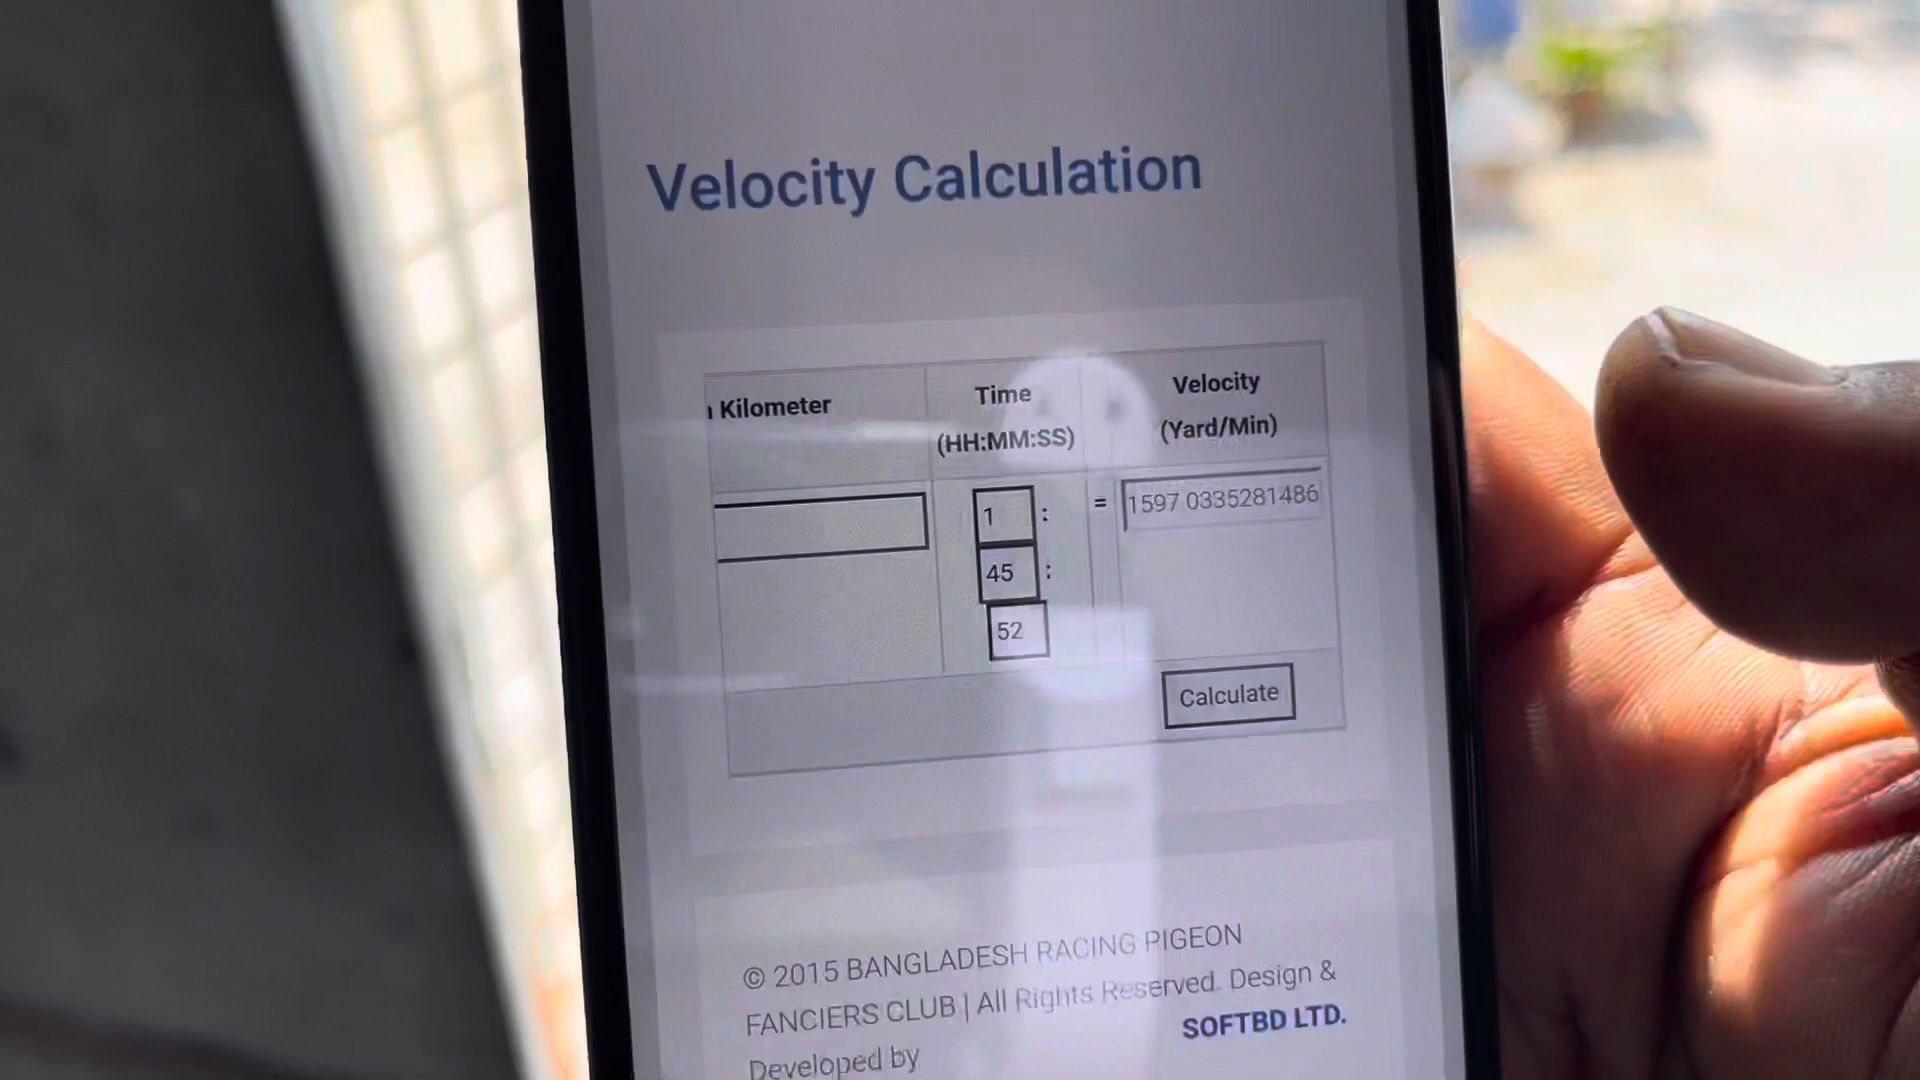 Velocity Calculation
Kilometer
Time
(HH:MM:SS)
Velocity
(Yard/Min)
1 :
45 :
52
= 1597.0335281486
Calculate
© 2015 BANGLADESH RACING PIGEON
FANCIERS CLUB | All Rights Reserved. Design &
Developed by
SOFTBD LTD.